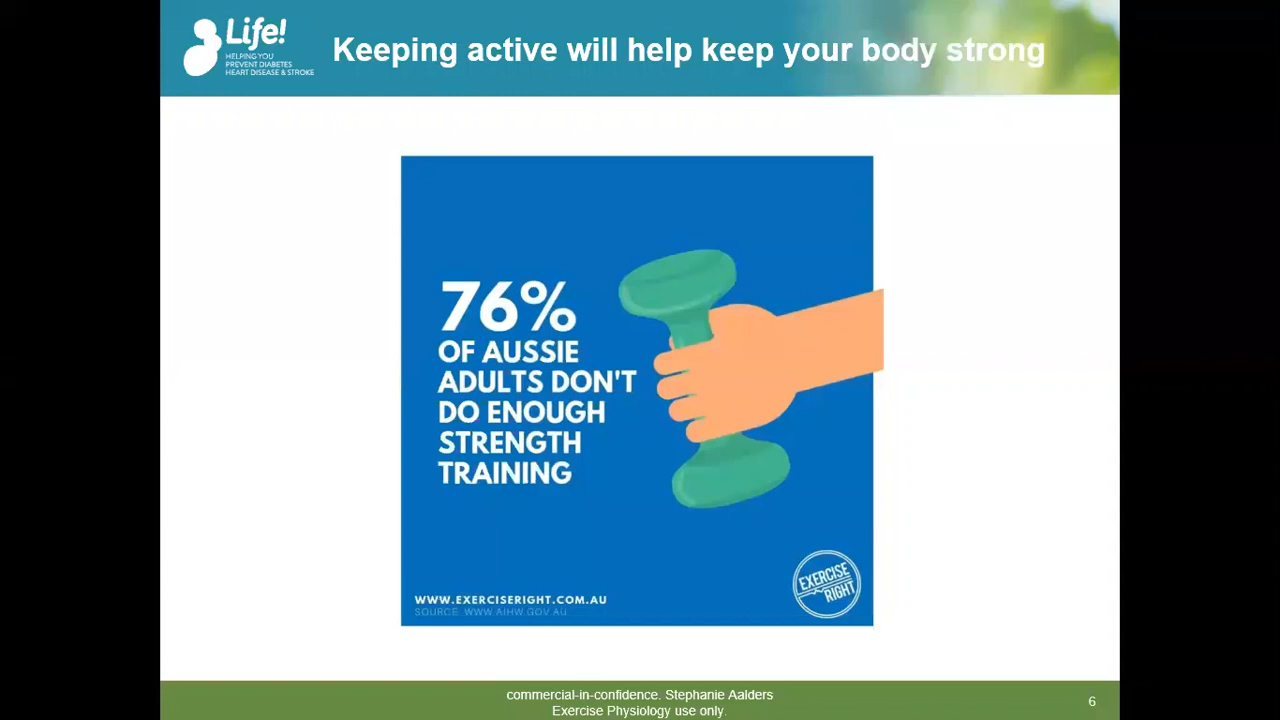 Life!
HELPING YOU
PREVENT DIABETES
HEART DISEASE & STROKE
Keeping active will help keep your body strong
76%
OF AUSSIE
ADULTS DON'T
DO ENOUGH
STRENGTH
TRAINING
WWW.EXERCISERIGHT.COM.AU
SOURCE: WWW.AIHW.GOV.AU
EXERCISE
RIGHT
commercial-in-confidence. Stephanie Aalders
Exercise Physiology use only.
6